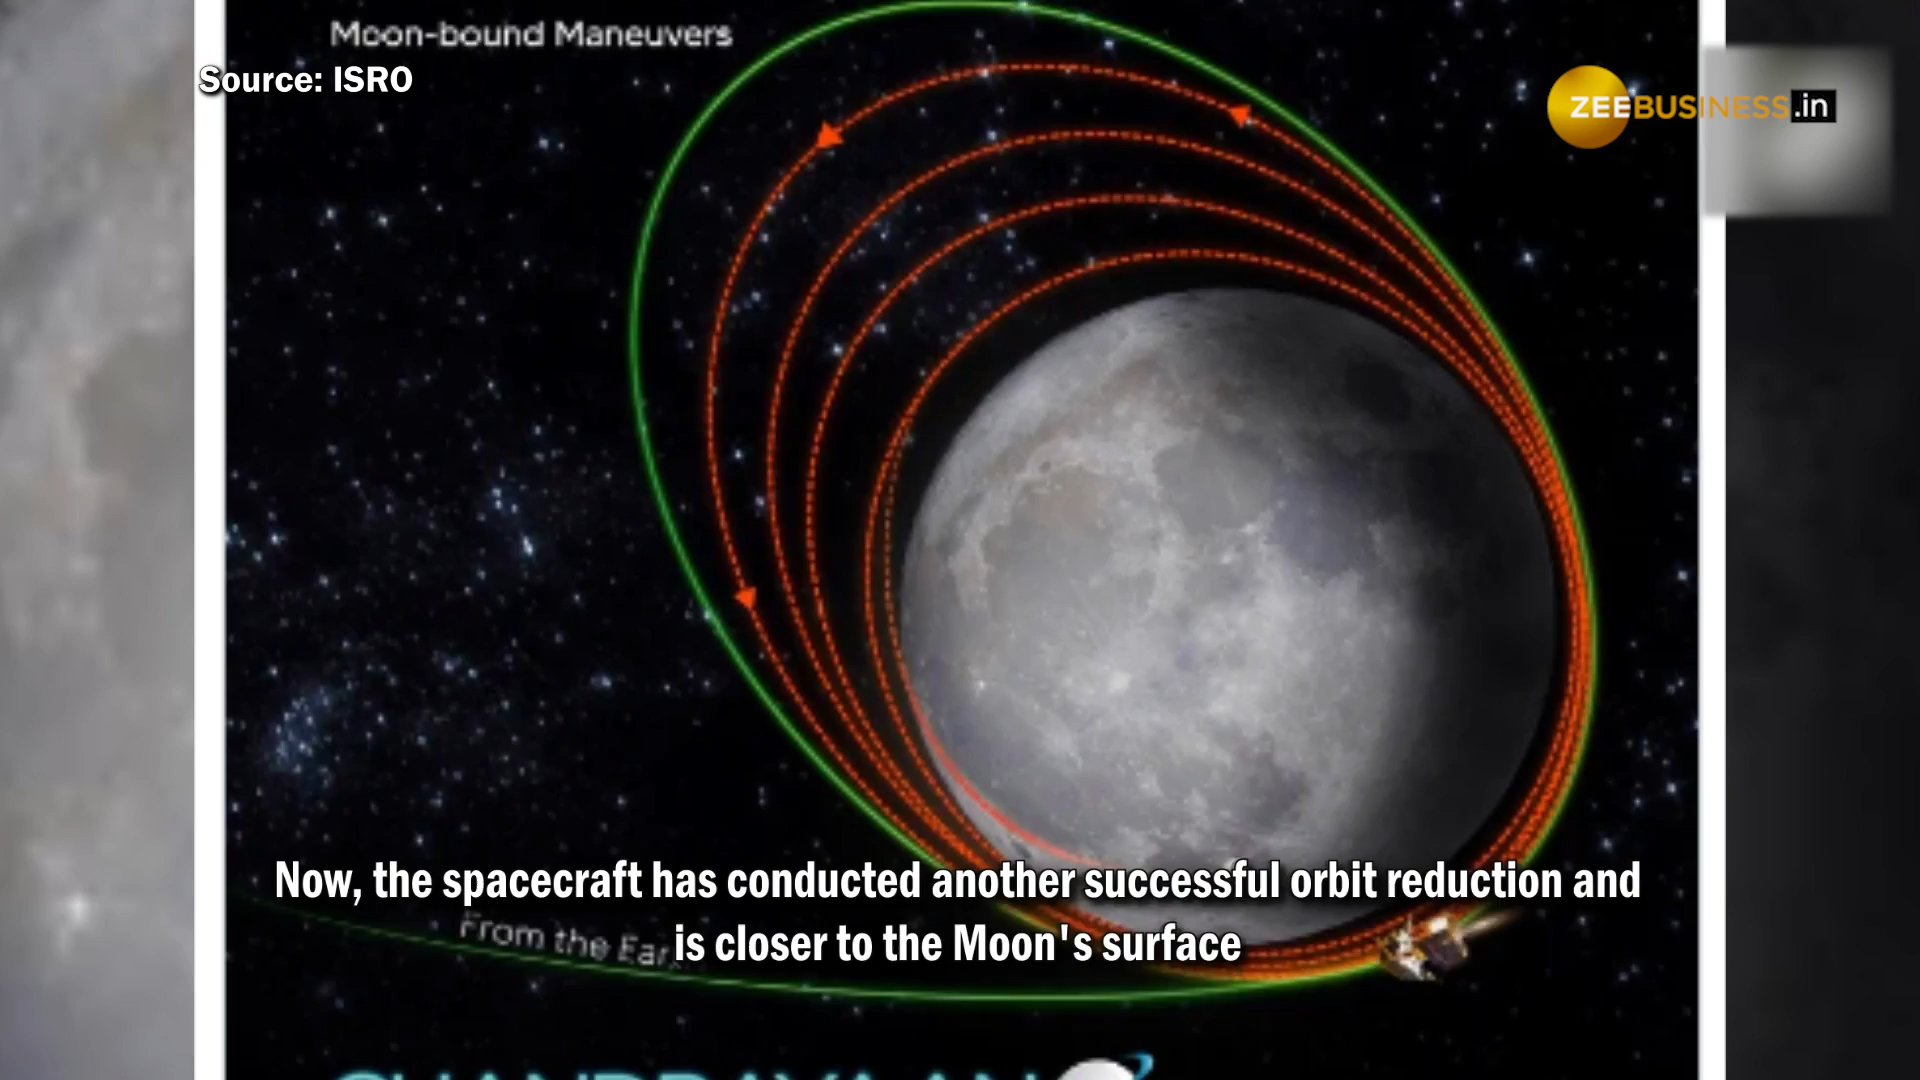 Moon-bound Maneuvers
Source: ISRO
ZEEBUSINESS.in
Now, the spacecraft has conducted another successful orbit reduction and
From the
is closer to the Moon's surface
CHANDRAYAAN